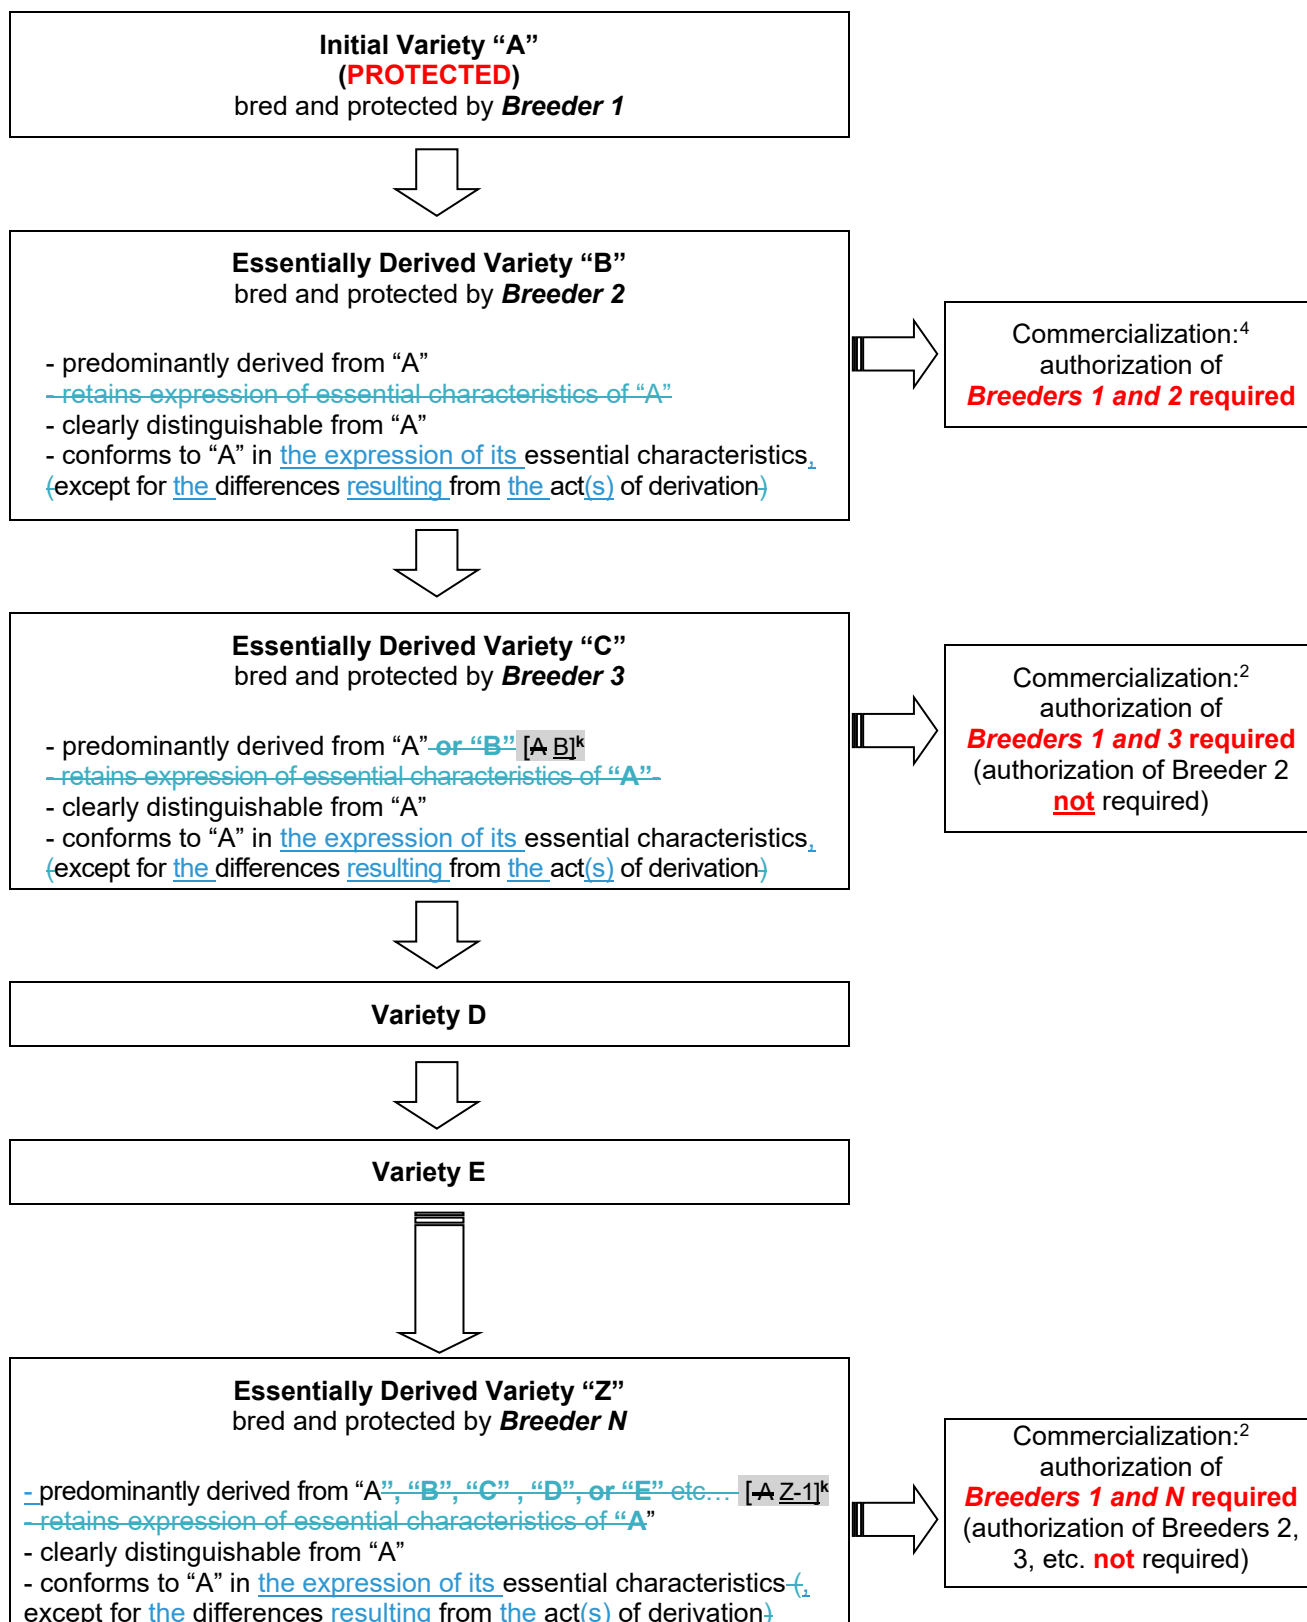 Initial Variety “A”
(PROTECTED)
bred and protected by Breeder 1
Essentially Derived Variety “B”
bred and protected by Breeder 2
- predominantly derived from “A”
- retains expression of essential characteristics of “A”
- clearly distinguishable from “A”
- conforms to “A” in the expression of its essential characteristics,
(except for the differences resulting from the act(s) of derivation)
Commercialization:4
authorization of
Breeders 1 and 2 required
Essentially Derived Variety “C”
bred and protected by Breeder 3
- predominantly derived from “A” or “B” [A B]k
- retains expression of essential characteristics of “A”
- clearly distinguishable from “A”
- conforms to “A” in the expression of its essential characteristics,
(except for the differences resulting from the act(s) of derivation)
Commercialization:2
authorization of
Breeders 1 and 3 required
(authorization of Breeder 2
not required)
Variety D
Variety E
Essentially Derived Variety “Z”
bred and protected by Breeder N
- predominantly derived from “A”, “B”, “C” , “D”, or “E” etc… [A Z-1]k
- retains expression of essential characteristics of “A”
- clearly distinguishable from “A”
- conforms to “A” in the expression of its essential characteristics (,
except for the differences resulting from the act(s) of derivation)
Commercialization:2
authorization of
Breeders 1 and N required
(authorization of Breeders 2,
3, etc. not required)